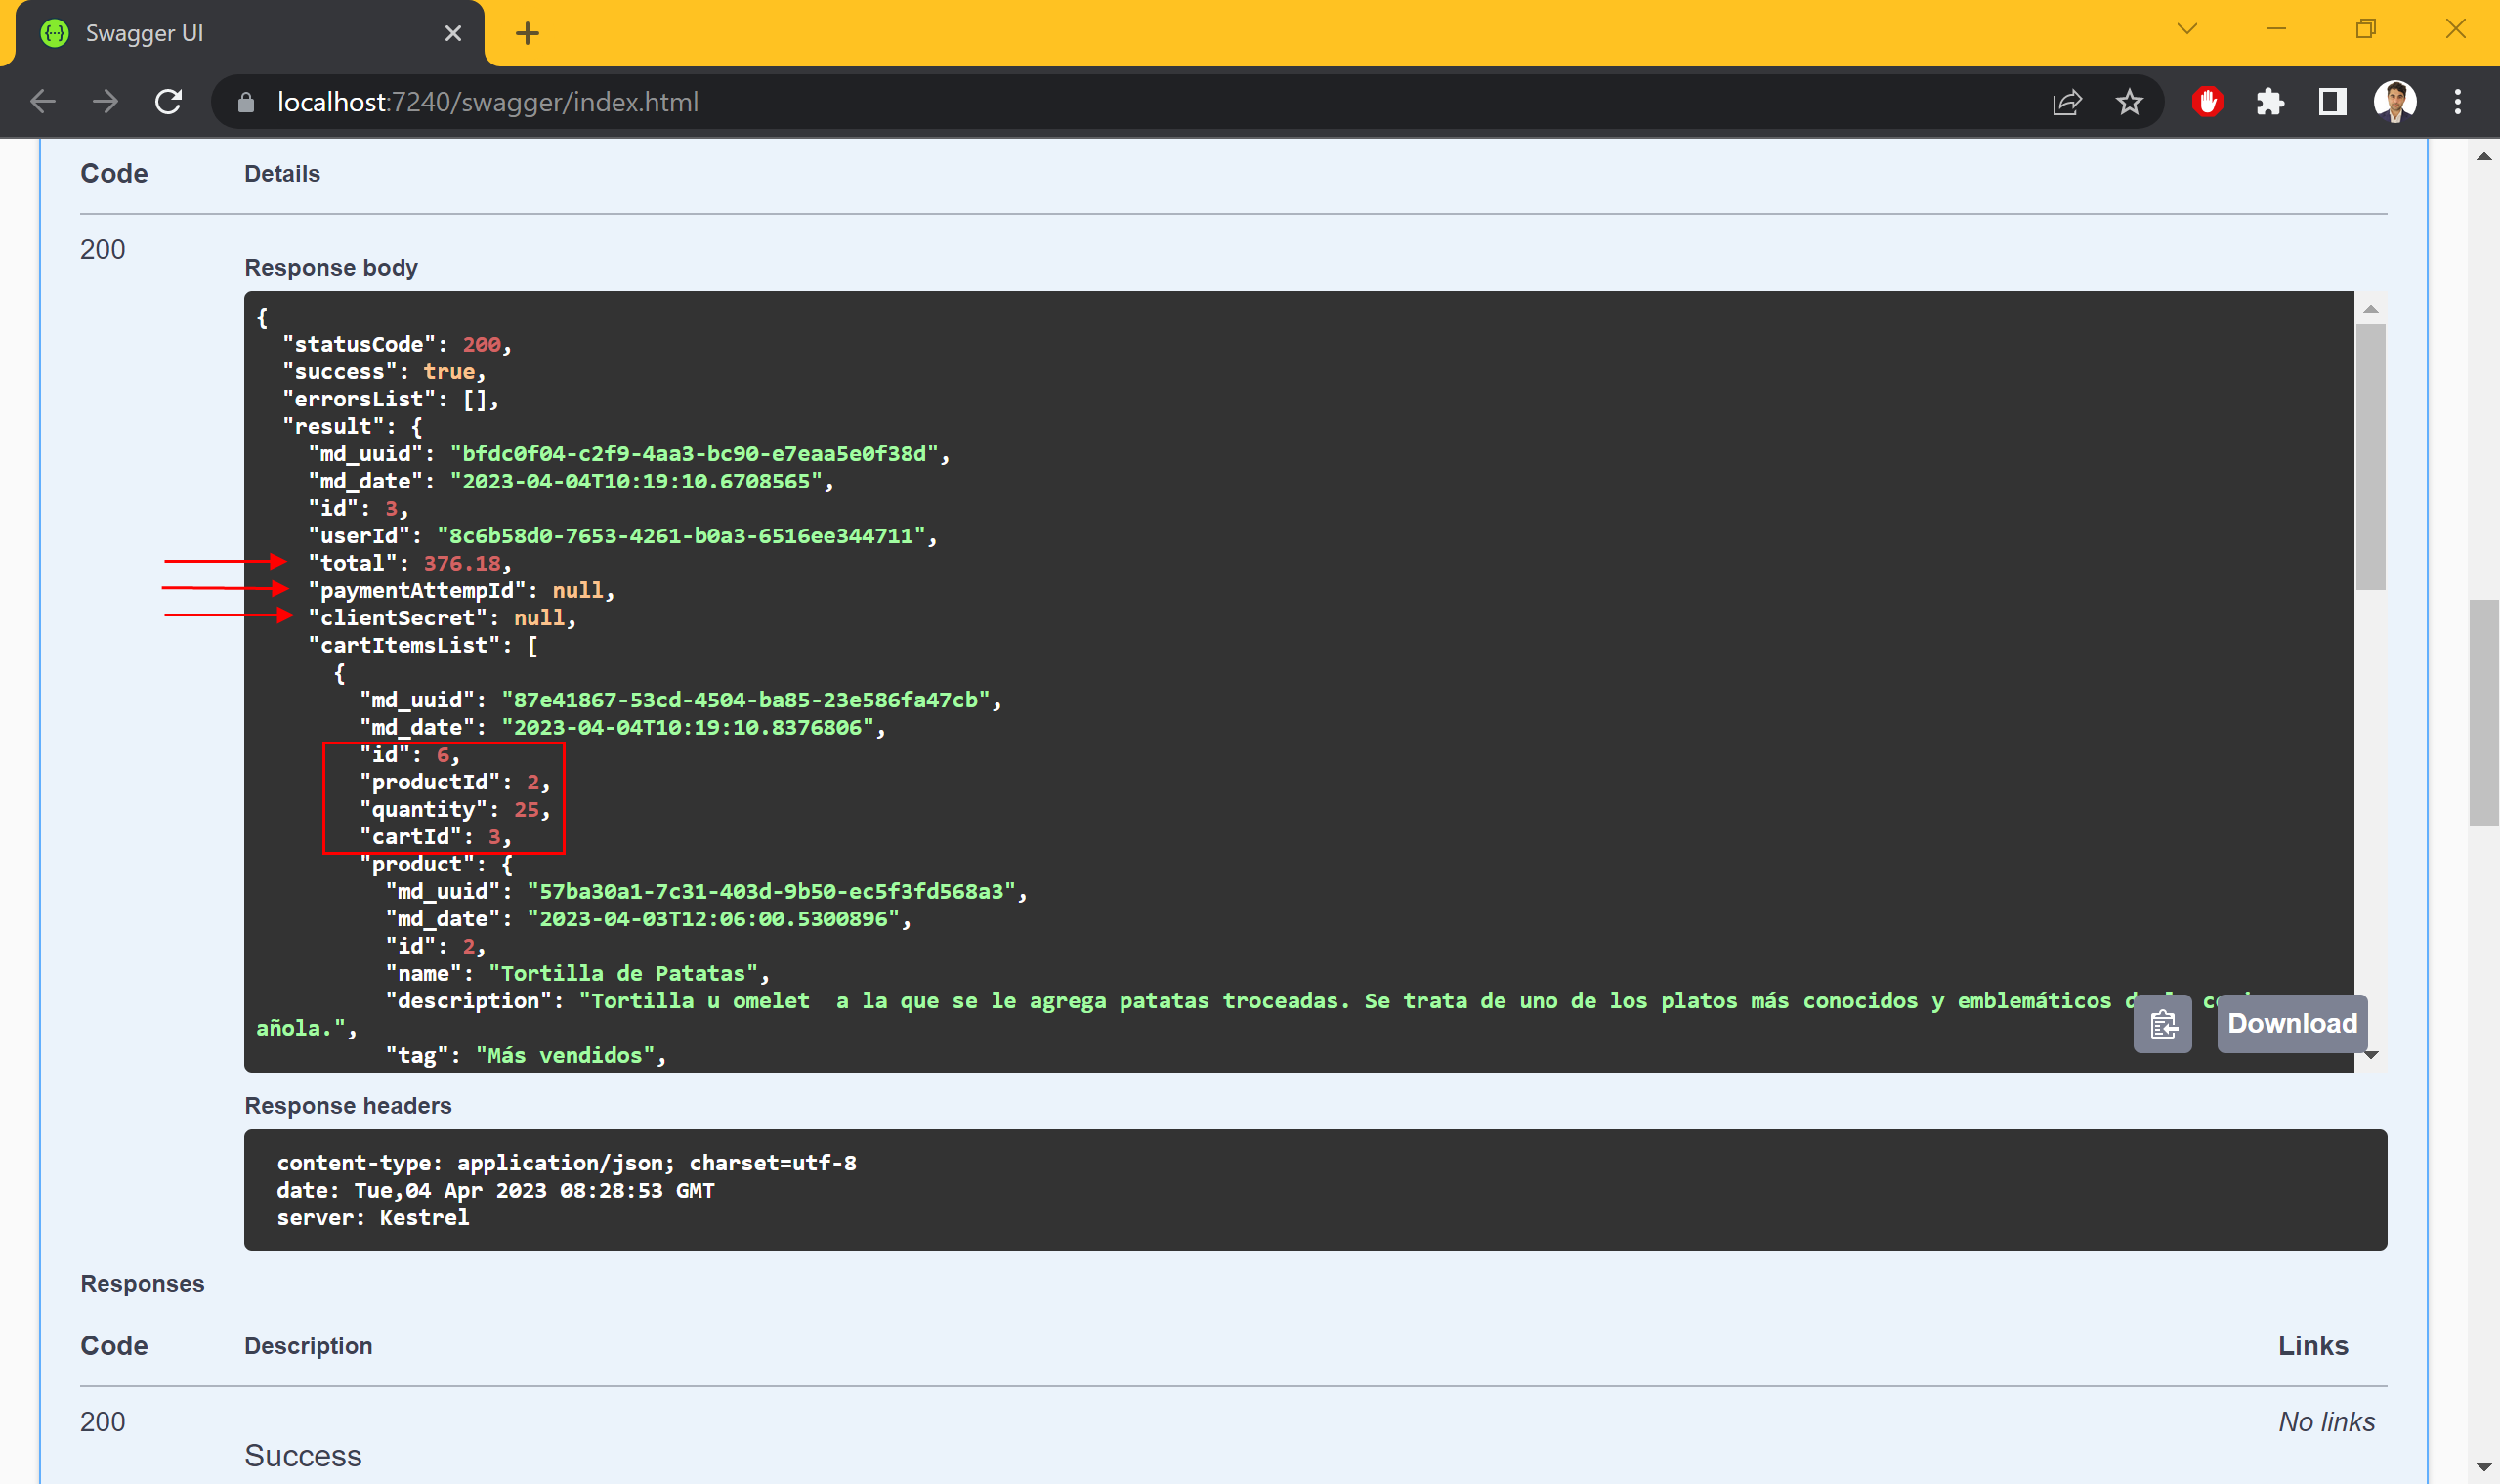 Swagger UI
localhost:7240/swagger/index.html
Code Details
200
Response body
{
"statusCode": 200,
"success": true,
"errorsList": [],
"result": {
"md_uuid": "bfdc0f04-c2f9-4aa3-bc90-e7eaa5e0f38d",
"md_date": "2023-04-04T10:19:10.6708565",
"id": 3,
"userId": "8c6b58d0-7653-4261-b0a3-6516ee344711",
"total": 376.18,
"paymentAttempId": null,
"clientSecret": null,
"cartItemsList": [
{
"md_uuid": "87e41867-53cd-4504-ba85-23e586fa47cb",
"md_date": "2023-04-04T10:19:10.8376806",
"id": 6,
"productId": 2,
"quantity": 25,
"cartId": 3,
"product": {
"md_uuid": "57ba30a1-7c31-403d-9b50-ec5f3fd568a3",
"md_date": "2023-04-03T12:06:00.5300896",
"id": 2,
"name": "Tortilla de Patatas",
"description": "Tortilla u omelet  a la que se le agrega patatas troceadas. Se trata de uno de los platos más conocidos y emblemáticos
añola.",
"tag": "Más vendidos",
Download
Response headers
content-type: application/json; charset=utf-8
date: Tue,04 Apr 2023 08:28:53 GMT
server: Kestrel
Responses
Code Description Links
200 No links
Success